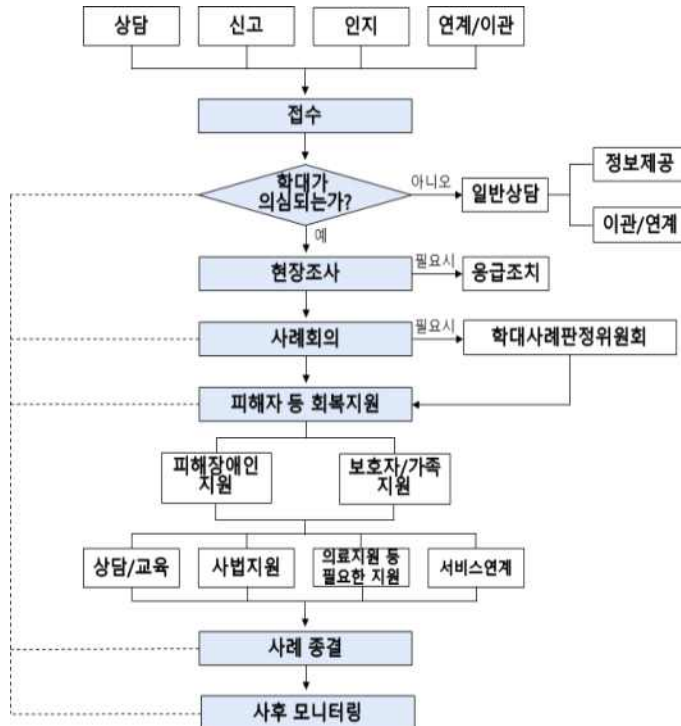 상담
신고
인지
연계/이관
접수
학대가
의심되는가?
아니오
일반상담
정보제공
이관/연계
예
현장조사
필요시
응급조치
사례회의
필요시
학대사례판정위원회
피해자 등 회복지원
피해장애인
지원
보호자/가족
지원
상담/교육
사법지원
의료지원 등
필요한 지원
서비스연계
사례 종결
사후 모니터링